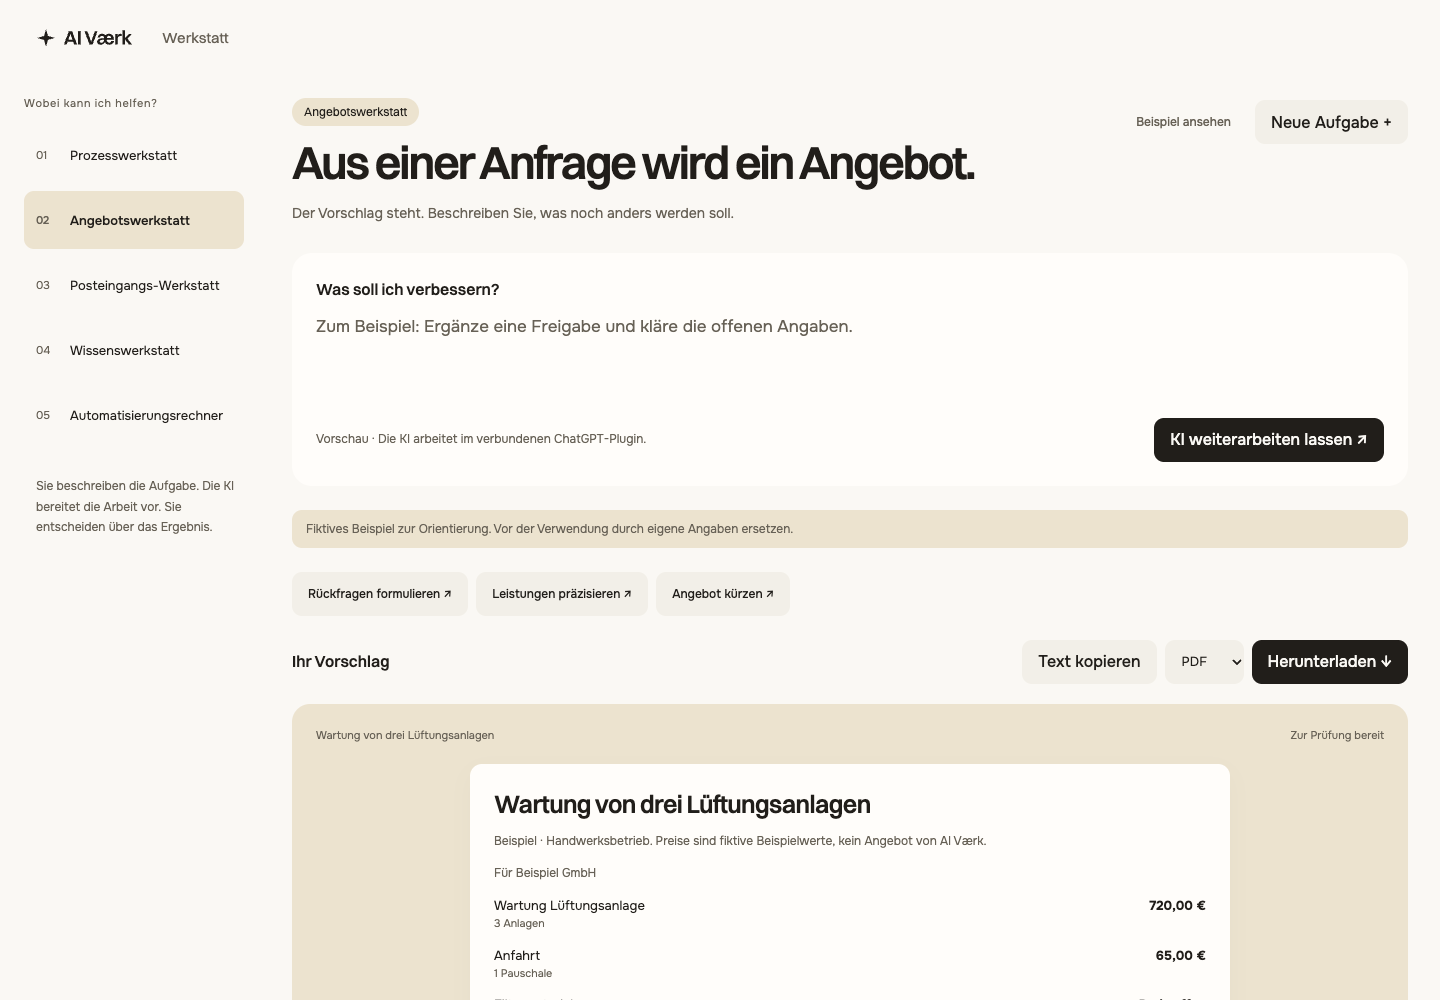 AI Værk
Werkstatt
Wobei kann ich helfen?
01 Prozesswerkstatt
02 Angebotswerkstatt
03 Posteingangs-Werkstatt
04 Wissenswerkstatt
05 Automatisierungsrechner
Sie beschreiben die Aufgabe. Die KI
bereitet die Arbeit vor. Sie
entscheiden über das Ergebnis.
Angebotswerkstatt
Beispiel ansehen
Neue Aufgabe +
Aus einer Anfrage wird ein Angebot.
Der Vorschlag steht. Beschreiben Sie, was noch anders werden soll.
Was soll ich verbessern?
Zum Beispiel: Ergänze eine Freigabe und kläre die offenen Angaben.
Vorschau · Die KI arbeitet im verbundenen ChatGPT-Plugin.
KI weiterarbeiten lassen ↗
Fiktives Beispiel zur Orientierung. Vor der Verwendung durch eigene Angaben ersetzen.
Rückfragen formulieren ↗
Leistungen präzisieren ↗
Angebot kürzen ↗
Ihr Vorschlag
Text kopieren
PDF
Herunterladen ↓
Wartung von drei Lüftungsanlagen
Zur Prüfung bereit
Wartung von drei Lüftungsanlagen
Beispiel · Handwerksbetrieb. Preise sind fiktive Beispielwerte, kein Angebot von AI Værk.
Für Beispiel GmbH
Wartung Lüftungsanlage 720,00 €
3 Anlagen
Anfahrt 65,00 €
1 Pauschale